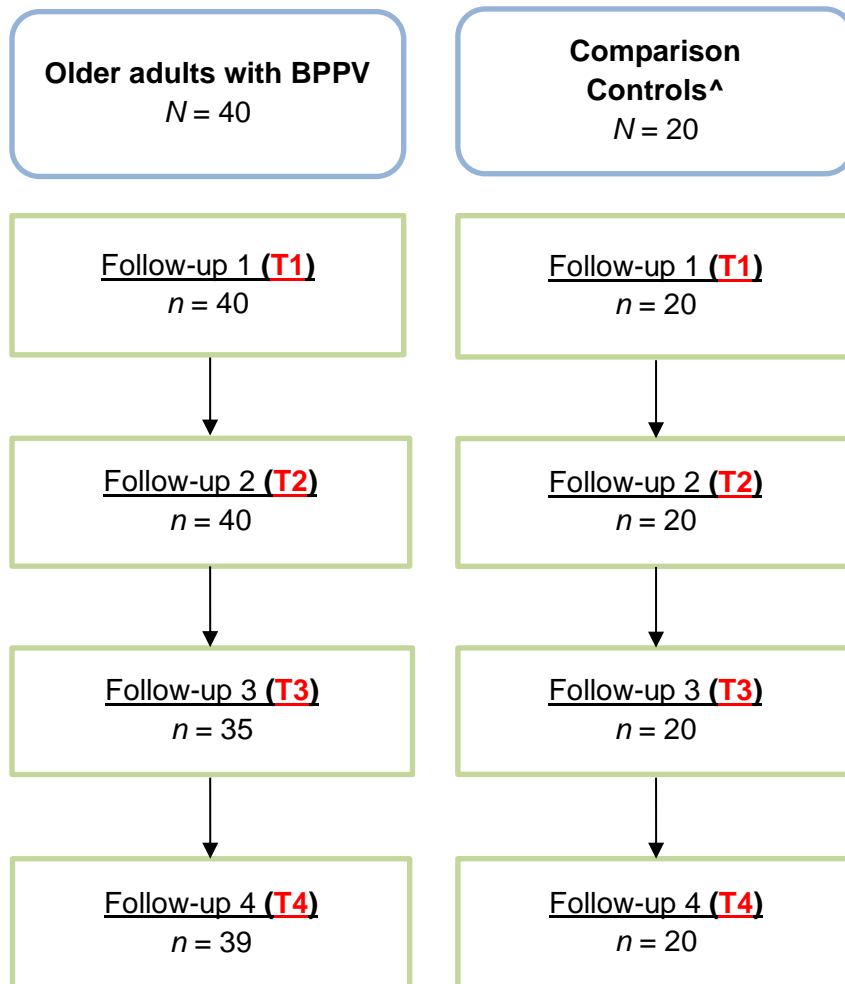 Older adults with BPPV
N = 40
Comparison
Controls^
N = 20
Follow-up 1 (T1)
n = 40
Follow-up 1 (T1)
n = 20
Follow-up 2 (T2)
n = 40
Follow-up 2 (T2)
n = 20
Follow-up 3 (T3)
n = 35
Follow-up 3 (T3)
n = 20
Follow-up 4 (T4)
n = 39
Follow-up 4 (T4)
n = 20